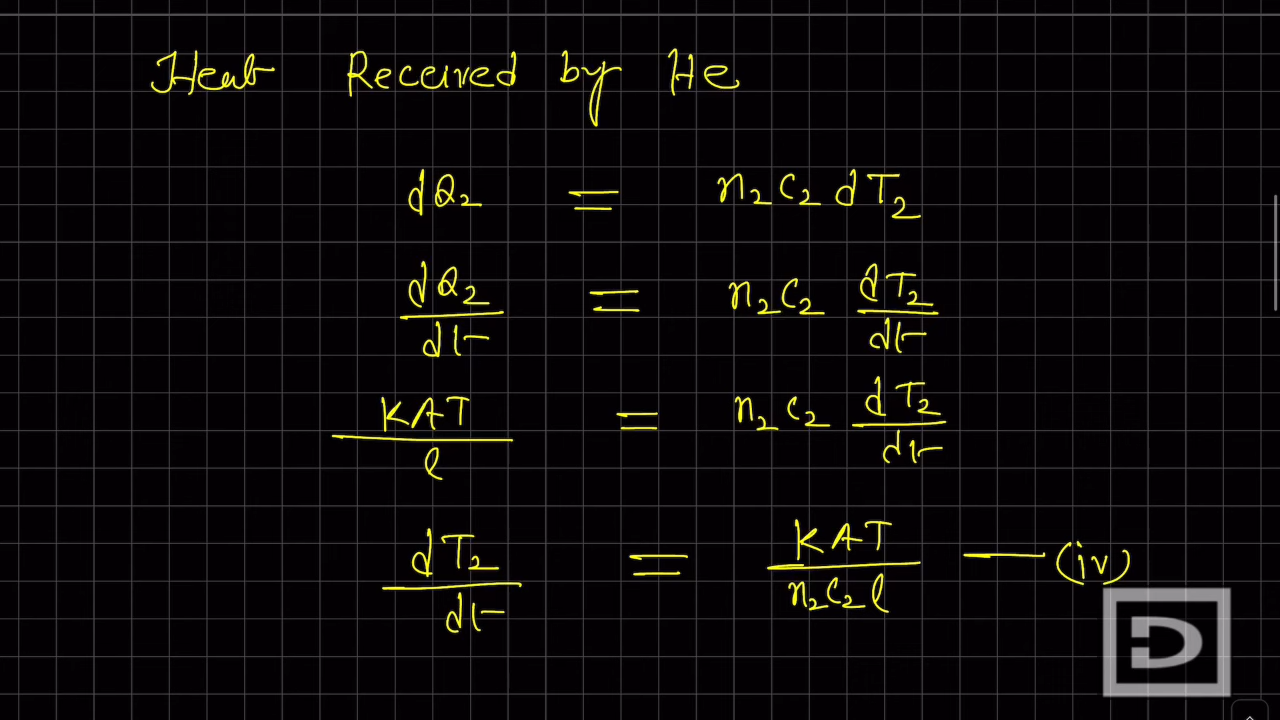 Heat Received by He
dQ₂ = n₂C₂dT₂
dQ₂/dt = n₂C₂ dT₂/dt
KAT/l = n₂C₂ dT₂/dt
dT₂/dt = KAT/n₂C₂l — (iv)